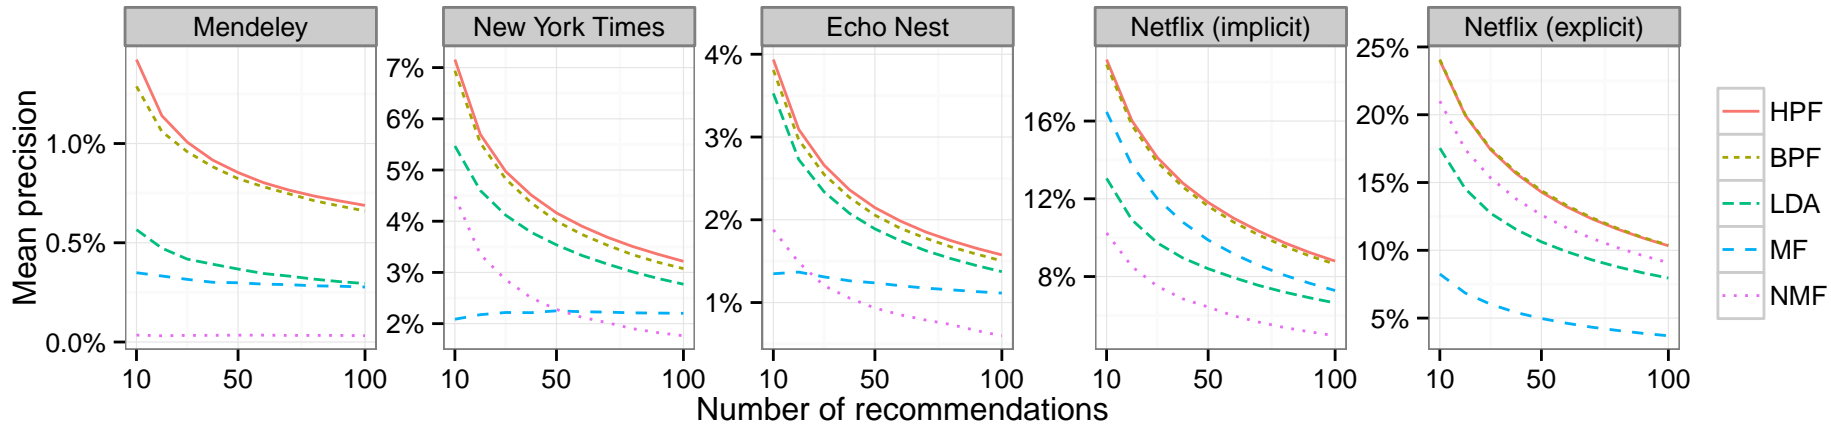 Mendeley
New York Times
Echo Nest
Netflix (implicit)
Netflix (explicit)
Mean precision
1.0%
0.5%
0.0%
7%
6%
5%
4%
3%
2%
4%
3%
2%
1%
16%
12%
8%
25%
20%
15%
10%
5%
10 50 100
10 50 100
10 50 100
10 50 100
10 50 100
Number of recommendations
HPF
BPF
LDA
MF
NMF